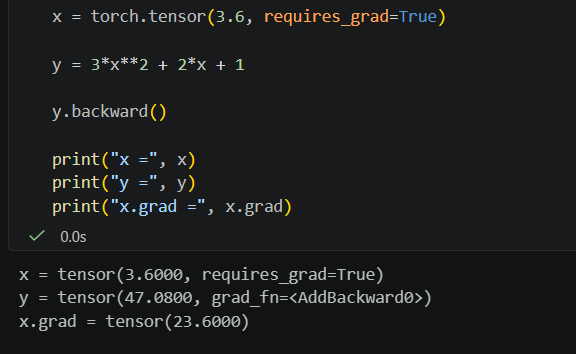 x = torch.tensor(3.6, requires_grad=True)
y = 3*x**2 + 2*x + 1
y.backward()
print("x =", x)
print("y =", y)
print("x.grad =", x.grad)
0.0s
x = tensor(3.6000, requires_grad=True)
y = tensor(47.0800, grad_fn=<AddBackward0>)
x.grad = tensor(23.6000)